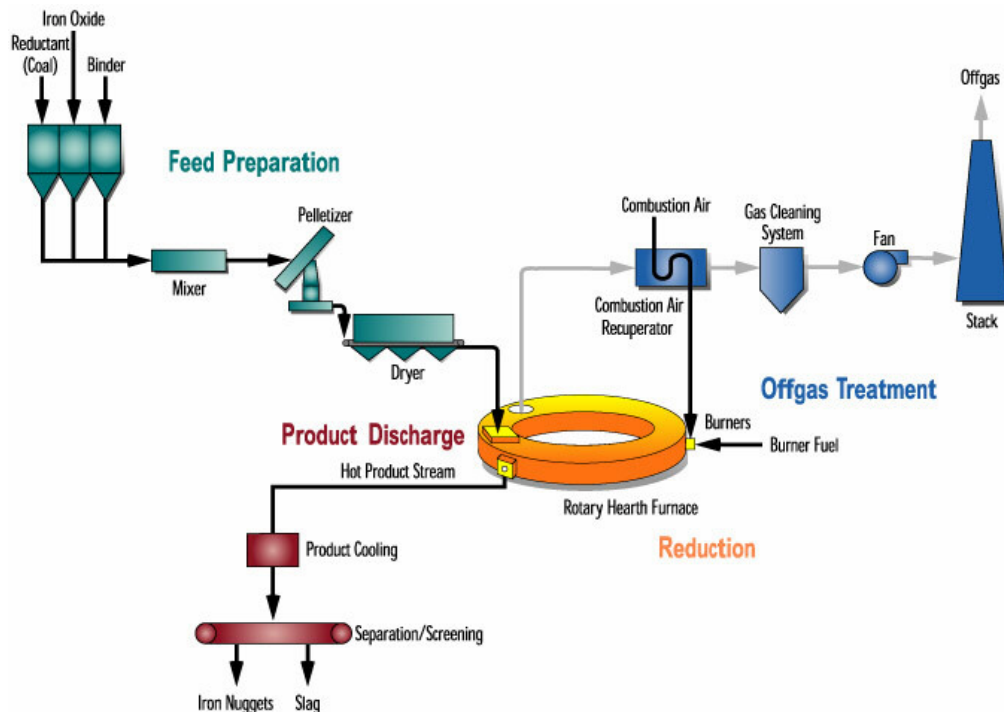 Iron Oxide
Reductant
(Coal)
Binder
Feed Preparation
Pelletizer
Mixer
Dryer
Combustion Air
Gas Cleaning
System
Fan
Offgas
Combustion Air
Recuperator
Stack
Offgas Treatment
Product Discharge
Burners
Burner Fuel
Hot Product Stream
Rotary Hearth Furnace
Reduction
Product Cooling
Separation/Screening
Iron Nuggets
Slag